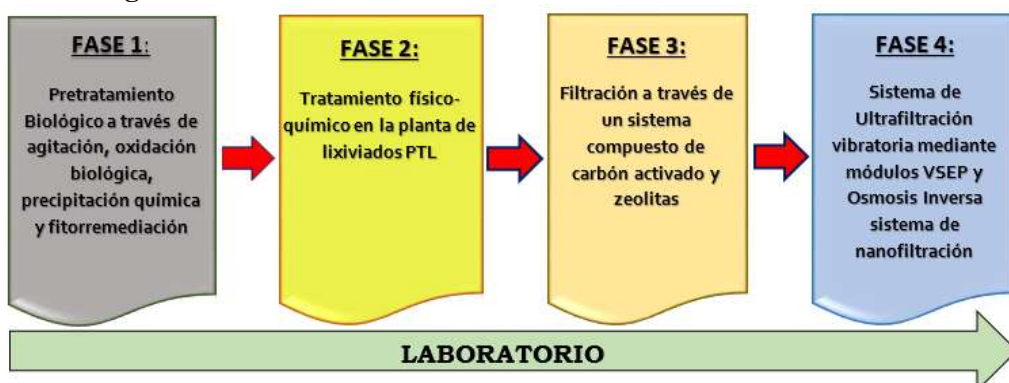 FASE 1:
Pretratamiento
Biológico a través de
agitación, oxidación
biológica,
precipitación química
y fitorremediación
FASE 2:
Tratamiento físico-
químico en la planta de
lixiviados PTL
FASE 3:
Filtración a través de
un sistema
compuesto de
carbón activado y
zeolitas
FASE 4:
Sistema de
Ultrafiltración
vibratoria mediante
módulos VSEP y
Osmosis Inversa
sistema de
nanofiltración
LABORATORIO